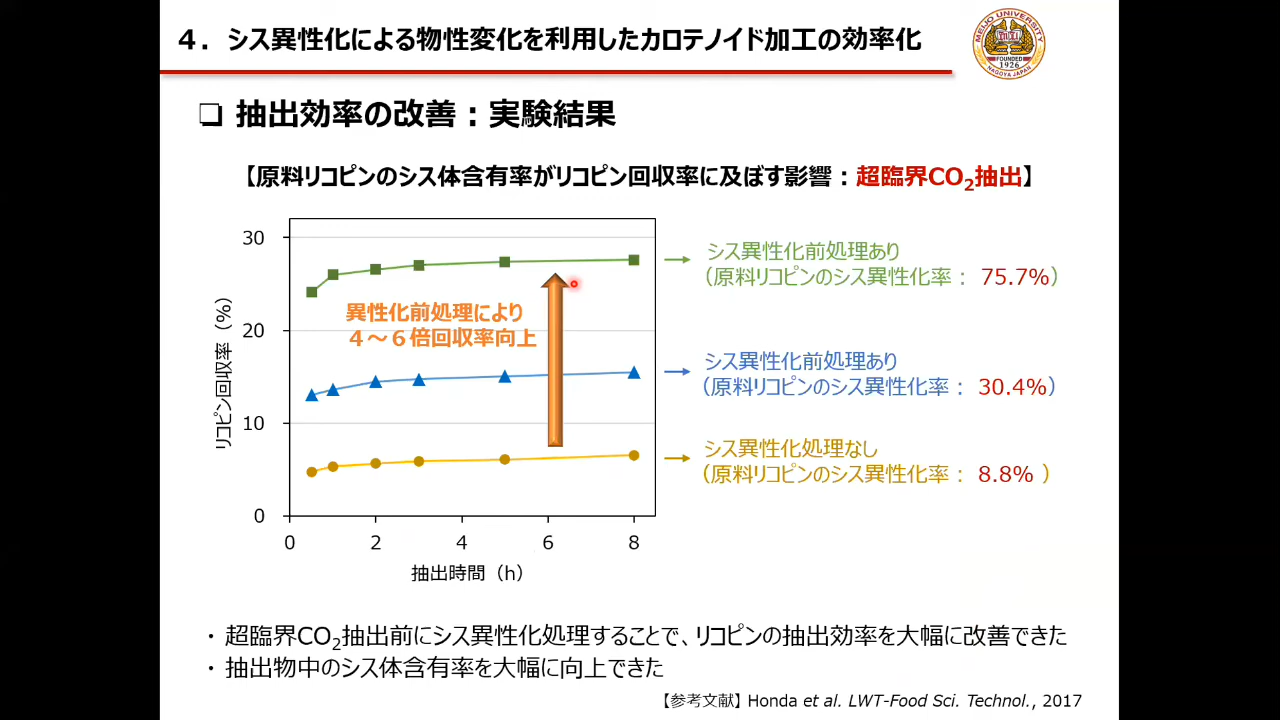 4．シス異性化による物性変化を利用したカロテノイド加工の効率化
MEIJO UNIVERSITY
FOUNDED
1926
NAGOYA JAPAN
❏ 抽出効率の改善：実験結果
【原料リコピンのシス体含有率がリコピン回収率に及ぼす影響：超臨界CO2抽出】
リコピン回収率（%）
30
20
10
0
0 2 4 6 8
抽出時間（h）
異性化前処理により
４～６倍回収率向上
シス異性化前処理あり
（原料リコピンのシス異性化率： 75.7%）
シス異性化前処理あり
（原料リコピンのシス異性化率： 30.4%）
シス異性化処理なし
（原料リコピンのシス異性化率： 8.8% ）
・ 超臨界CO2抽出前にシス異性化処理することで、リコピンの抽出効率を大幅に改善できた
・ 抽出物中のシス体含有率を大幅に向上できた
【参考文献】 Honda et al. LWT-Food Sci. Technol., 2017